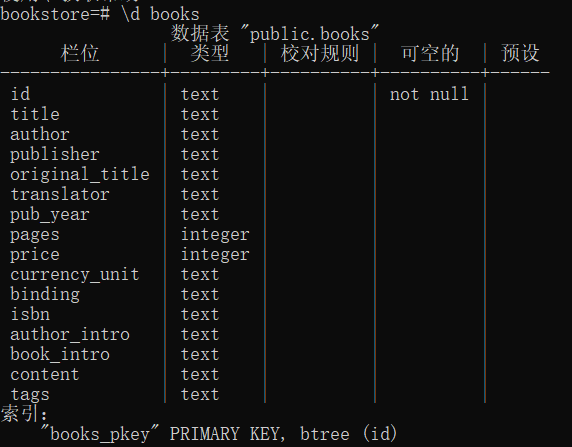 bookstore=# \d books
数据表 "public.books"
栏位 | 类型 | 校对规则 | 可空的 | 预设
----------------+---------+----------+----------+------
id | text | | not null |
title | text | | |
author | text | | |
publisher | text | | |
original_title | text | | |
translator | text | | |
pub_year | text | | |
pages | integer | | |
price | integer | | |
currency_unit | text | | |
binding | text | | |
isbn | text | | |
author_intro | text | | |
book_intro | text | | |
content | text | | |
tags | text | | |
索引：
"books_pkey" PRIMARY KEY, btree (id)